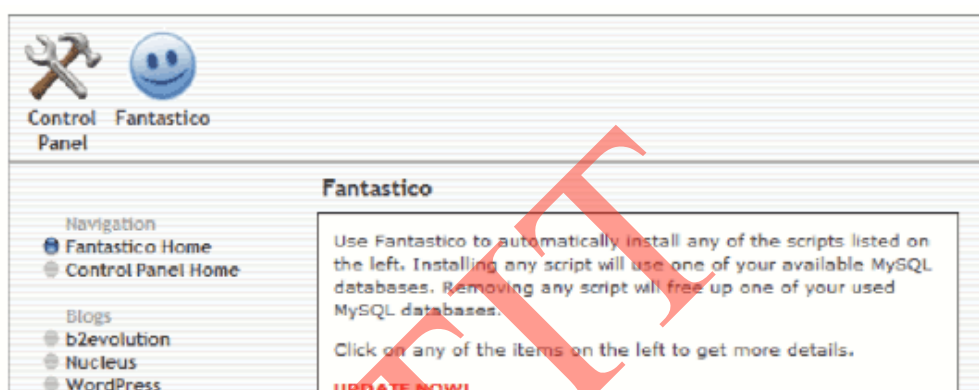 Control Panel
Fantastico
Fantastico
Navigation
Fantastico Home
Control Panel Home
Blogs
b2evolution
Nucleus
WordPress
Use Fantastico to automatically install any of the scripts listed on
the left. Installing any script will use one of your available MySQL
databases. Removing any script will free up one of your used
MySQL databases.
Click on any of the items on the left to get more details.
UPDATE NOW!